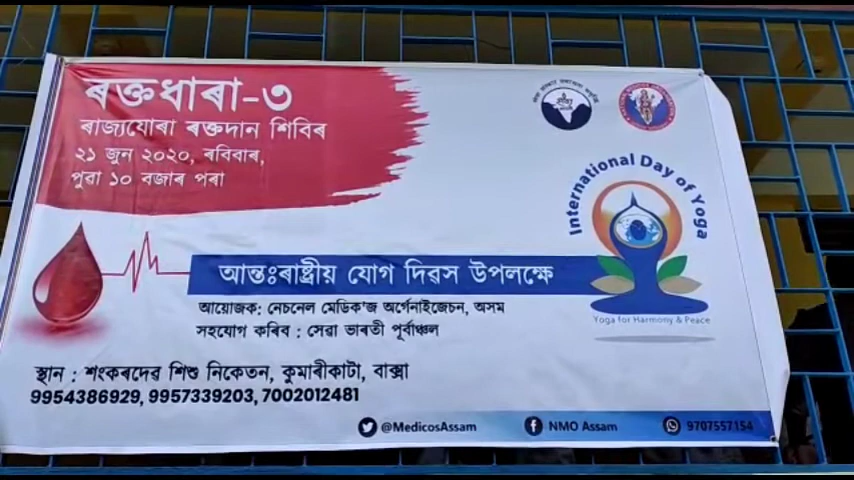 ৰক্তধাৰা-৩
ৰাজ্যযোৰা ৰক্তদান শিবিৰ
২১ জুন ২০২০, ৰবিবাৰ,
পুৱা ১০ বজাৰ পৰা
International Day of Yoga
আন্তঃৰাষ্ট্ৰীয় যোগ দিৱস উপলক্ষে
আয়োজক: নেচনেল মেডিক'জ অৰ্গেনাইজেচন, অসম
সহযোগ কৰিব : সেৱা ভাৰতী পূৰ্বাঞ্চল
Yoga for Harmony & Peace
স্থান : শংকৰদেৱ শিশু নিকেতন, কুমাৰীকাটা, বাক্সা
9954386929, 9957339203, 7002012481
@MedicosAssam NMO Assam 9707557154